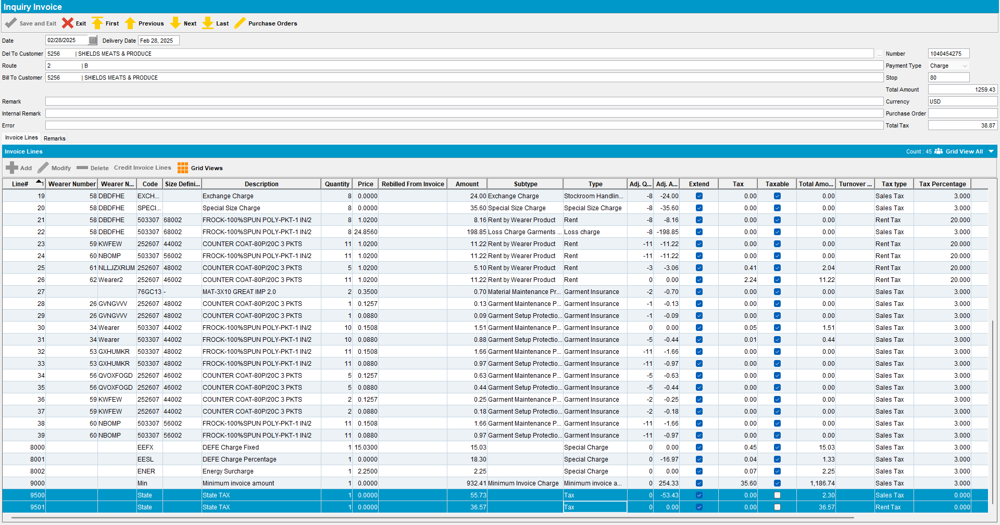 Inquiry Invoice
Save and Exit Exit First Previous Next Last Purchase Orders
Date 02/28/2025 16 Delivery Date Feb 28, 2025
Del To Customer 5256 | SHIELDS MEATS & PRODUCE ... Number 1040454275
Route 2 | B Payment Type Charge
Bill To Customer 5256 | SHIELDS MEATS & PRODUCE Stop 80
Total Amount 1259.43
Remark Currency USD
Internal Remark Purchase Order
Error Total Tax 38.87
Invoice Lines Remarks
Invoice Lines Count : 45 Grid View All
Add Modify Delete Credit Invoice Lines Grid Views
Line# 1 Wearer Number Wearer N... Code Size Defini... Description Quantity Price Rebilled From Invoice Amount Subtype Type Adj. Q... Adj. A... Extend Tax Taxable Total Amo... Turnover ... Tax type Tax Percentage
19 58 DBDFHE EXCH... Exchange Charge 8 0.0000 24.00 Exchange Charge Stockroom Handlin... -8 -24.00 0.00 0.00 Sales Tax 3.000
20 58 DBDFHE SPECI... Special Size Charge 8 0.0000 35.60 Special Size Charge Special Size Charge -8 -35.60 0.00 0.00 Sales Tax 3.000
21 58 DBDFHE 503307 68002 FROCK-100%SPUN POLY-PKT-1 IN/2 8 1.0200 8.16 Rent by Wearer Product Rent -8 -8.16 0.00 0.00 Rent Tax 20.000
22 58 DBDFHE 503307 68002 FROCK-100%SPUN POLY-PKT-1 IN/2 8 24.8560 198.85 Loss Charge Garments ... Loss charge -8 -198.85 0.00 0.00 Sales Tax 3.000
23 59 KWFEW 252607 44002 COUNTER COAT-80P/20C 3 PKTS 11 1.0200 11.22 Rent by Wearer Product Rent -11 -11.22 0.00 0.00 Rent Tax 20.000
24 60 NBOMP 503307 56002 FROCK-100%SPUN POLY-PKT-1 IN/2 11 1.0200 11.22 Rent by Wearer Product Rent -11 -11.22 0.00 0.00 Rent Tax 20.000
25 61 NLLJZXRIJM 252607 48002 COUNTER COAT-80P/20C 3 PKTS 5 1.0200 5.10 Rent by Wearer Product Rent -3 -3.06 0.41 2.04 Rent Tax 20.000
26 62 Wearer2 252607 46002 COUNTER COAT-80P/20C 3 PKTS 11 1.0200 11.22 Rent by Wearer Product Rent 0 0.00 2.24 11.22 Rent Tax 20.000
27 76GC13 - MAT-3X10 GREAT IMP 2.0 2 0.3500 0.70 Material Maintenance Pr... Garment Insurance -2 -0.70 0.00 0.00 Sales Tax 3.000
28 26 GVNGVVV 252607 48002 COUNTER COAT-80P/20C 3 PKTS 1 0.1257 0.13 Garment Maintenance P... Garment Insurance -1 -0.13 0.00 0.00 Sales Tax 3.000
29 26 GVNGVVV 252607 48002 COUNTER COAT-80P/20C 3 PKTS 1 0.0880 0.09 Garment Setup Protectio... Garment Insurance -1 -0.09 0.00 0.00 Sales Tax 3.000
30 34 Wearer 503307 44002 FROCK-100%SPUN POLY-PKT-1 IN/2 10 0.1508 1.51 Garment Maintenance P... Garment Insurance 0 0.00 0.05 1.51 Sales Tax 3.000
31 34 Wearer 503307 44002 FROCK-100%SPUN POLY-PKT-1 IN/2 10 0.0880 0.88 Garment Setup Protectio... Garment Insurance -5 -0.44 0.01 0.44 Sales Tax 3.000
32 53 GXHUMKR 503307 48002 FROCK-100%SPUN POLY-PKT-1 IN/2 11 0.1508 1.66 Garment Maintenance P... Garment Insurance -11 -1.66 0.00 0.00 Sales Tax 3.000
33 53 GXHUMKR 503307 48002 FROCK-100%SPUN POLY-PKT-1 IN/2 11 0.0880 0.97 Garment Setup Protectio... Garment Insurance -11 -0.97 0.00 0.00 Sales Tax 3.000
34 56 QVOXFOGD 252607 46002 COUNTER COAT-80P/20C 3 PKTS 5 0.1257 0.63 Garment Maintenance P... Garment Insurance -5 -0.63 0.00 0.00 Sales Tax 3.000
35 56 QVOXFOGD 252607 46002 COUNTER COAT-80P/20C 3 PKTS 5 0.0880 0.44 Garment Setup Protectio... Garment Insurance -5 -0.44 0.00 0.00 Sales Tax 3.000
36 59 KWFEW 252607 44002 COUNTER COAT-80P/20C 3 PKTS 2 0.1257 0.25 Garment Maintenance P... Garment Insurance -2 -0.25 0.00 0.00 Sales Tax 3.000
37 59 KWFEW 252607 44002 COUNTER COAT-80P/20C 3 PKTS 2 0.0880 0.18 Garment Setup Protectio... Garment Insurance -2 -0.18 0.00 0.00 Sales Tax 3.000
38 60 NBOMP 503307 56002 FROCK-100%SPUN POLY-PKT-1 IN/2 11 0.1508 1.66 Garment Maintenance P... Garment Insurance -11 -1.66 0.00 0.00 Sales Tax 3.000
39 60 NBOMP 503307 56002 FROCK-100%SPUN POLY-PKT-1 IN/2 11 0.0880 0.97 Garment Setup Protectio... Garment Insurance -11 -0.97 0.00 0.00 Sales Tax 3.000
8000 EEFX DEFE Charge Fixed 1 15.0300 15.03 Special Charge 0 0.00 0.45 15.03 Sales Tax 3.000
8001 EESL DEFE Charge Percentage 1 0.0000 18.30 Special Charge 0 -16.97 0.04 1.33 Sales Tax 3.000
8002 ENER Energy Surcharge 1 2.2500 2.25 Special Charge 0 0.00 0.07 2.25 Sales Tax 3.000
9000 Min Minimum invoice amount 1 0.0000 932.41 Minimum Invoice Charge Minimum invoice a... 0 254.33 35.60 1,186.74 Sales Tax 3.000
9500 State State TAX 1 0.0000 55.73 Tax 0 -53.43 0.00 2.30 Sales Tax 0.000
9501 State State TAX 1 0.0000 36.57 Tax 0 0.00 0.00 36.57 Rent Tax 0.000